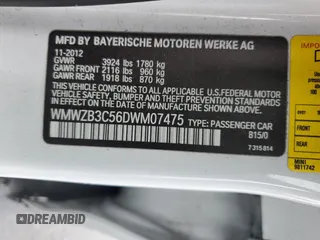 MFD BY BAYERISCHE MOTOREN WERKE AG
11-2012
GVWR 3924 lbs 1780 kg
GAWR FRONT 2116 lbs 960 kg
GAWR REAR 1918 lbs 870 kg
THIS VEHICLE CONFORMS TO ALL APPLICABLE U.S. FEDERAL MOTOR
VEHICLE SAFETY, BUMPER, AND THEFT PREVENTION STANDARDS
IN EFFECT ON THE DATE OF MANUFACTURE SHOWN ABOVE.
WMWZB3C56DWM07475 TYPE: PASSENGER CAR
815/0
7 315 814
MINI
9811742
DREAMBID